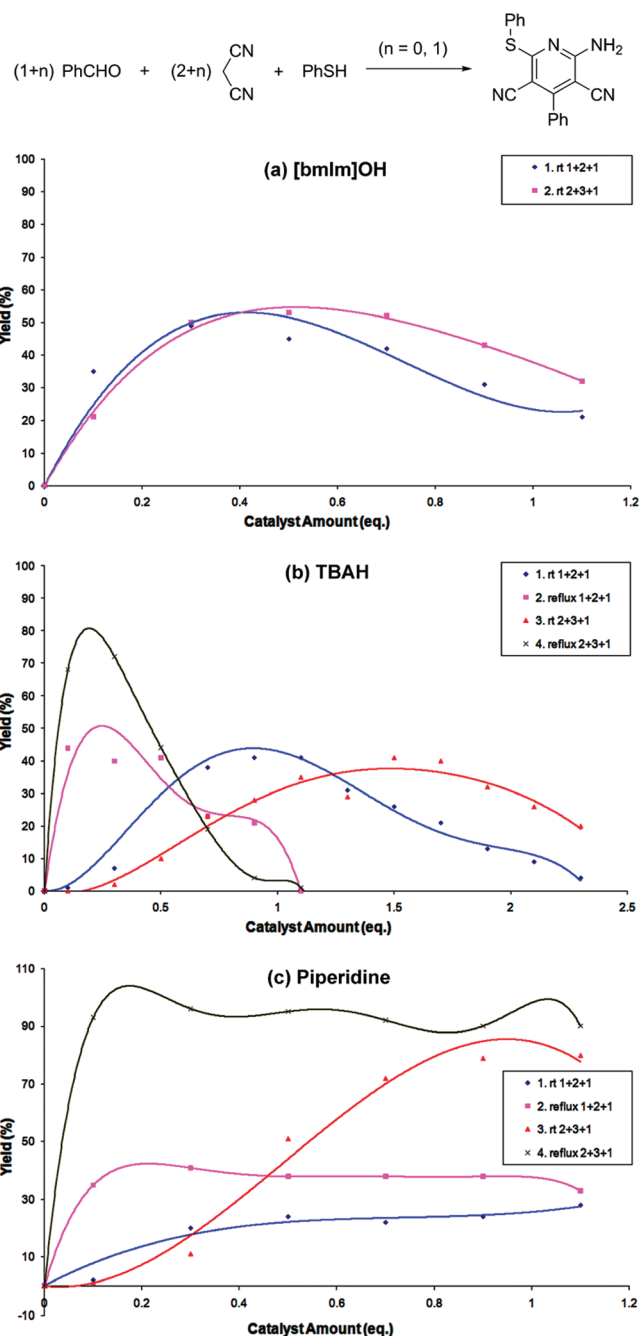 (1+n) PhCHO + (2+n) CN CN + PhSH (n = 0, 1) Ph S N NH2 NC CN Ph
(a) [bmIm]OH
1. rt 1+2+1
2. rt 2+3+1
Yield (%)
100
90
80
70
60
50
40
30
20
10
0
0 0.2 0.4 0.6 0.8 1 1.2
Catalyst Amount (eq.)
(b) TBAH
1. rt 1+2+1
2. reflux 1+2+1
3. rt 2+3+1
4. reflux 2+3+1
Yield (%)
100
90
80
70
60
50
40
30
20
10
0
0 0.5 1 1.5 2 2.5
Catalyst Amount (eq.)
(c) Piperidine
1. rt 1+2+1
2. reflux 1+2+1
3. rt 2+3+1
4. reflux 2+3+1
Yield (%)
110
90
70
50
30
10
-10
0 0.2 0.4 0.6 0.8 1 1.2
Catalyst Amount (eq.)